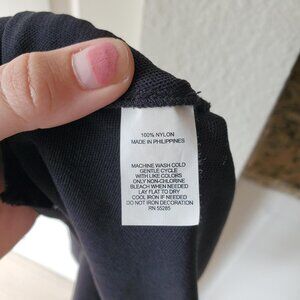 100% NYLON
MADE IN PHILIPPINES
MACHINE WASH COLD
GENTLE CYCLE
WITH LIKE COLORS
ONLY NON-CHLORINE
BLEACH WHEN NEEDED
LAY FLAT TO DRY
COOL IRON IF NEEDED
DO NOT IRON DECORATION
RN 55285